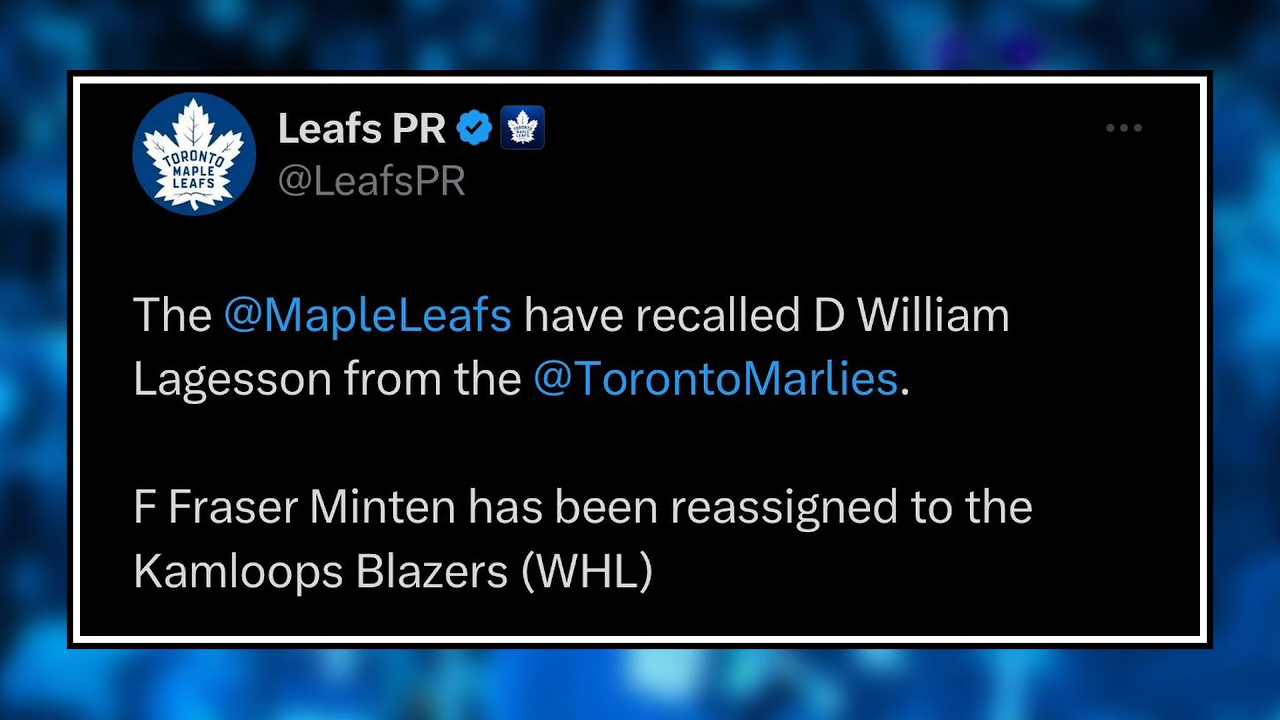 TORONTO
MAPLE
LEAFS
Leafs PR
@LeafsPR
The @MapleLeafs have recalled D William
Lagesson from the @TorontoMarlies.
F Fraser Minten has been reassigned to the
Kamloops Blazers (WHL)